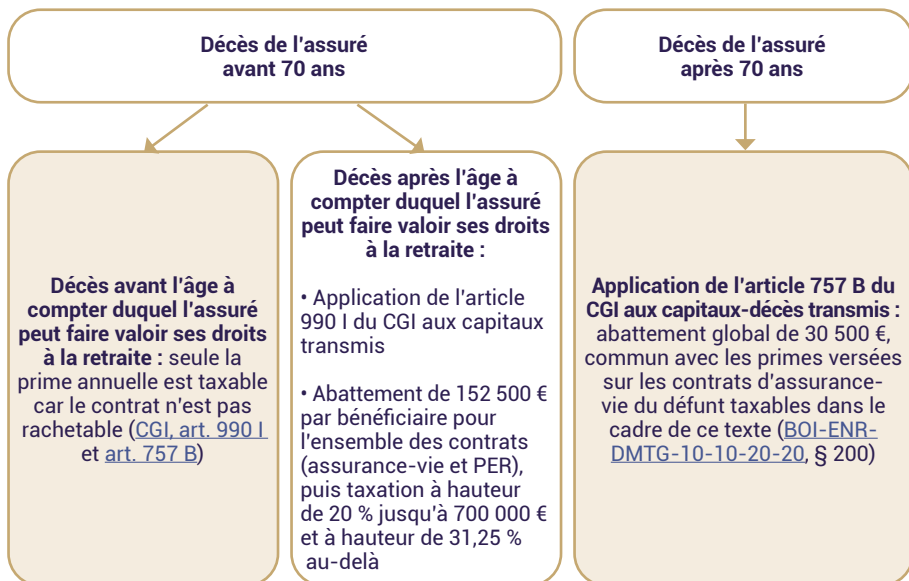 Décès de l'assuré
avant 70 ans
Décès de l'assuré
après 70 ans
Décès avant l'âge à
compter duquel l'assuré
peut faire valoir ses droits
à la retraite : seule la
prime annuelle est taxable
car le contrat n'est pas
rachetable (CGI, art. 990 I
et art. 757 B)
Décès après l'âge à
compter duquel l'assuré
peut faire valoir ses droits
à la retraite :
• Application de l'article
990 I du CGI aux capitaux
transmis
• Abattement de 152 500 €
par bénéficiaire pour
l'ensemble des contrats
(assurance-vie et PER),
puis taxation à hauteur
de 20 % jusqu'à 700 000 €
et à hauteur de 31,25 %
au-delà
Application de l'article 757 B du
CGI aux capitaux-décès transmis :
abattement global de 30 500 €,
commun avec les primes versées
sur les contrats d'assurance-
vie du défunt taxables dans le
cadre de ce texte (BOI-ENR-
DMTG-10-10-20-20, § 200)